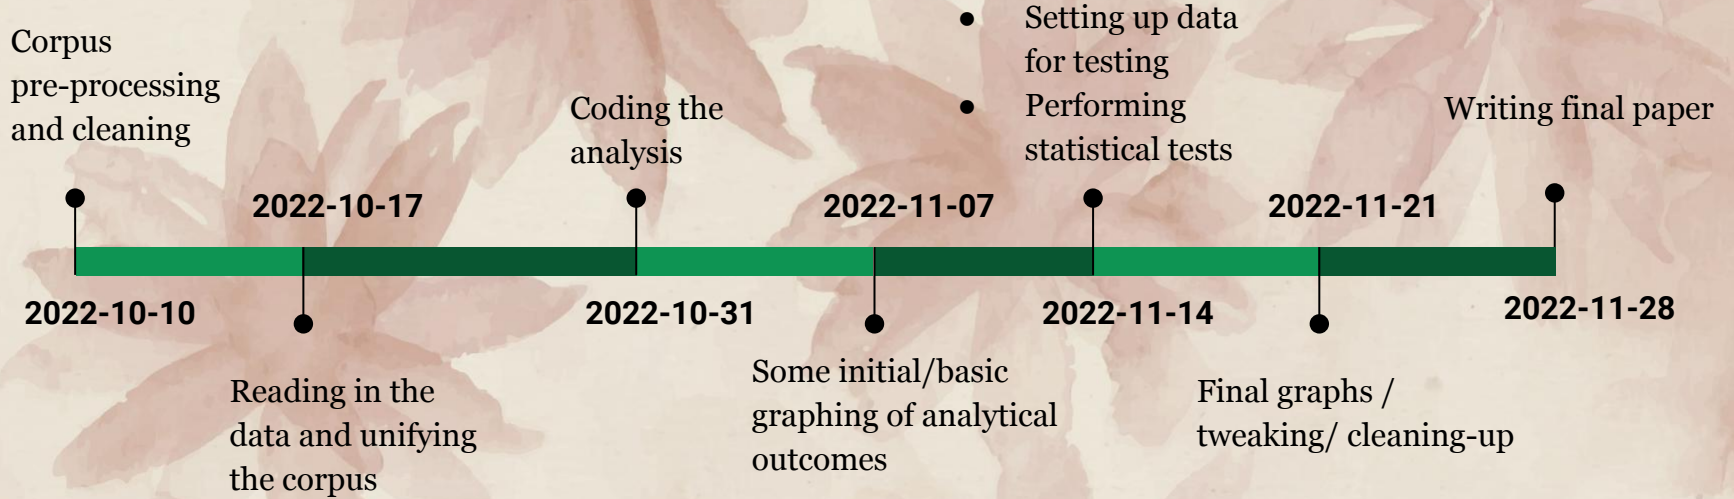 Corpus
pre-processing
and cleaning
2022-10-10
2022-10-17
Reading in the
data and unifying
the corpus
Coding the
analysis
2022-10-31
2022-11-07
Some initial/basic
graphing of analytical
outcomes
● Setting up data
for testing
● Performing
statistical tests
2022-11-14
2022-11-21
Final graphs /
tweaking/ cleaning-up
Writing final paper
2022-11-28